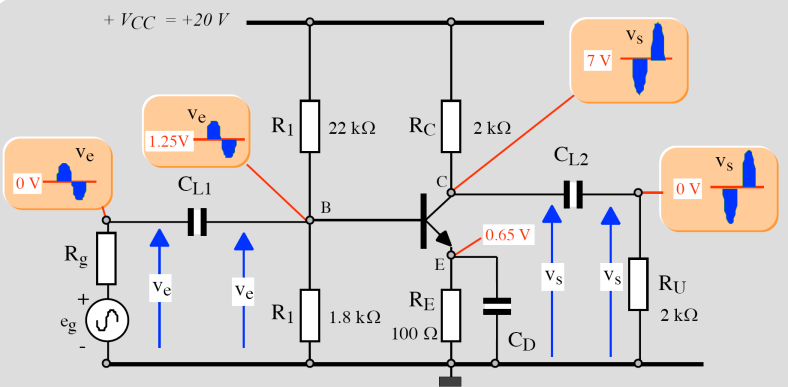 + VCC = +20 V
vs
7 V
ve
1.25V
R1
22 kΩ
RC
2 kΩ
ve
0 V
CL1
B
C
CL2
vs
0 V
0.65 V
E
Rg
ve
ve
vs
vs
RU
2 kΩ
+
eg
-
R1
1.8 kΩ
RE
100 Ω
CD